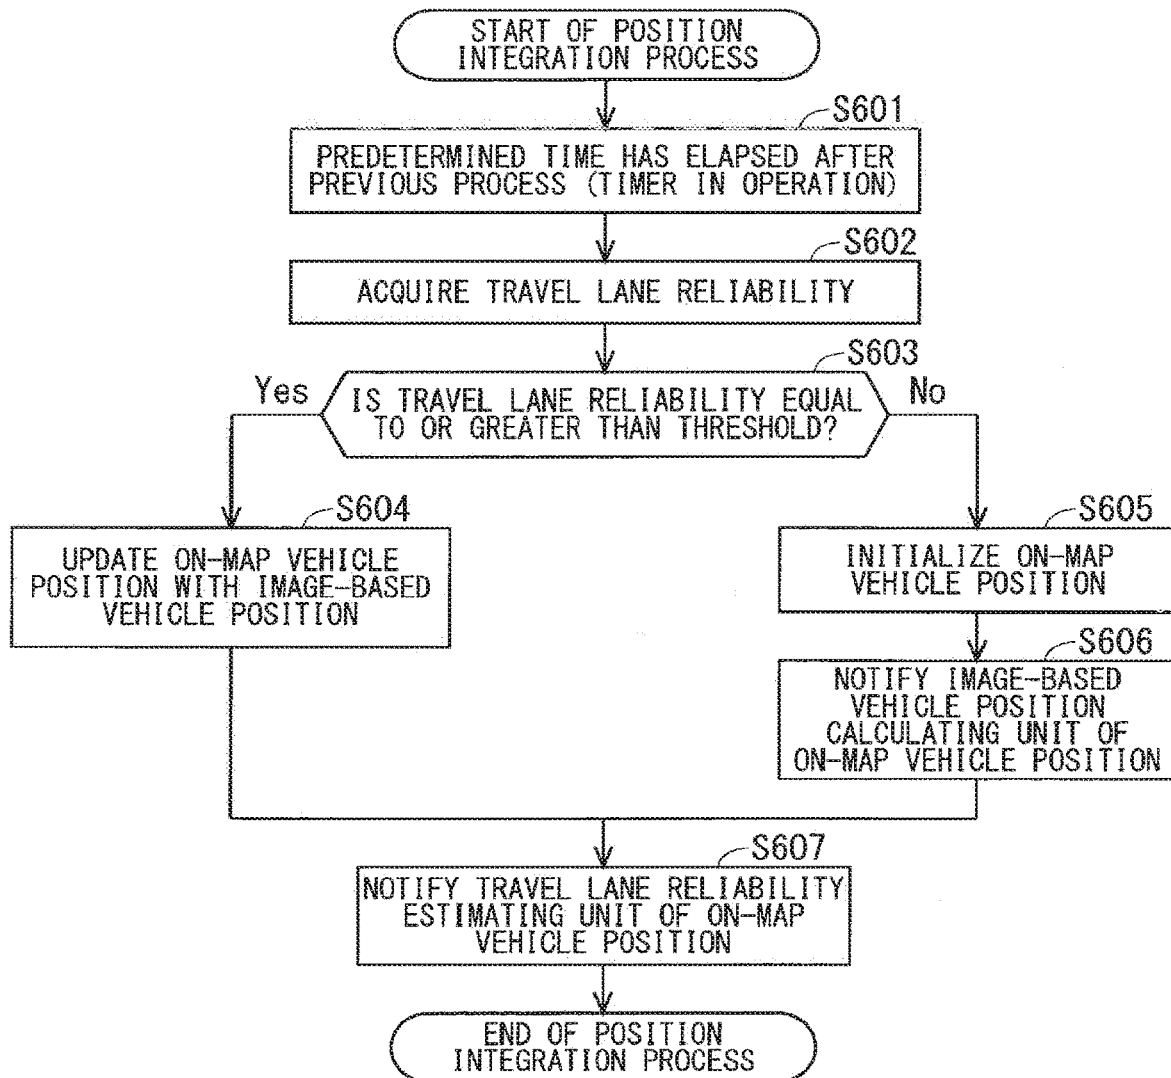 START OF POSITION
INTEGRATION PROCESS
S601
PREDETERMINED TIME HAS ELAPSED AFTER
PREVIOUS PROCESS (TIMER IN OPERATION)
S602
ACQUIRE TRAVEL LANE RELIABILITY
S603
Yes
IS TRAVEL LANE RELIABILITY EQUAL
TO OR GREATER THAN THRESHOLD?
No
S604
UPDATE ON-MAP VEHICLE
POSITION WITH IMAGE-BASED
VEHICLE POSITION
S605
INITIALIZE ON-MAP
VEHICLE POSITION
S606
NOTIFY IMAGE-BASED
VEHICLE POSITION
CALCULATING UNIT OF
ON-MAP VEHICLE POSITION
S607
NOTIFY TRAVEL LANE RELIABILITY
ESTIMATING UNIT OF ON-MAP
VEHICLE POSITION
END OF POSITION
INTEGRATION PROCESS